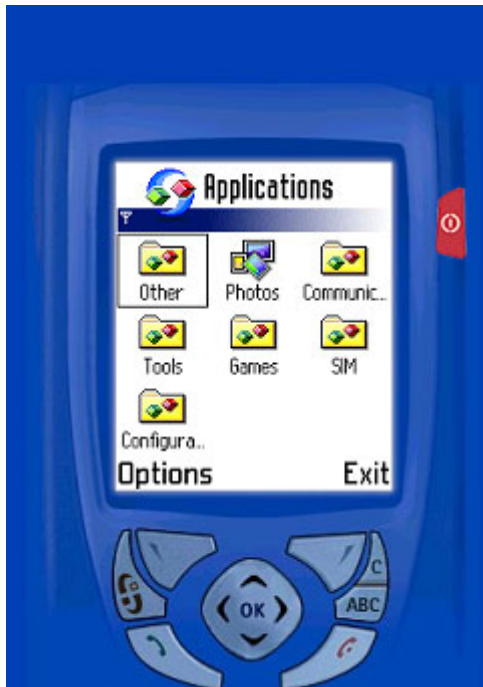 Applications
Other Photos Communic..
Tools Games SIM
Configura..
Options Exit
C
OK ABC